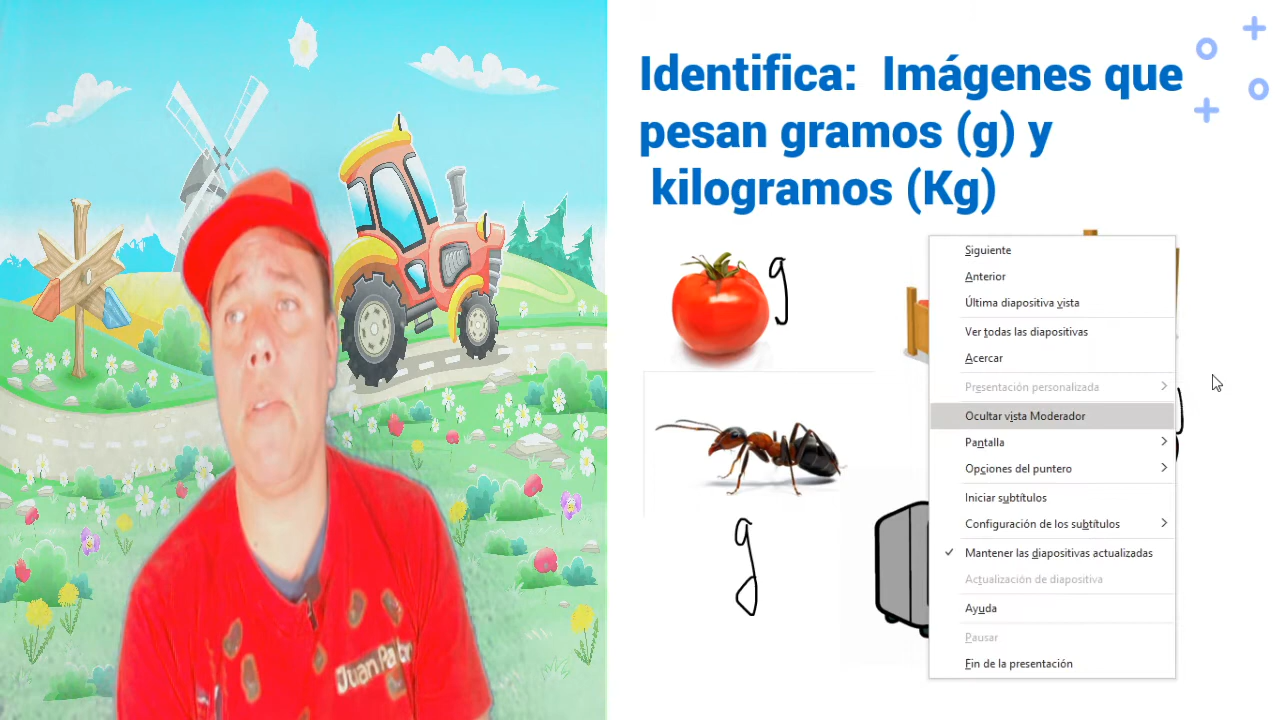 Identifica: Imágenes que
pesan gramos (g) y
kilogramos (Kg)
g
g
Siguiente
Anterior
Última diapositiva vista
Ver todas las diapositivas
Acercar
Presentación personalizada
Ocultar vista Moderador
Pantalla
Opciones del puntero
Iniciar subtítulos
Configuración de los subtítulos
Mantener las diapositivas actualizadas
Actualización de diapositiva
Ayuda
Pausar
Fin de la presentación
Juan